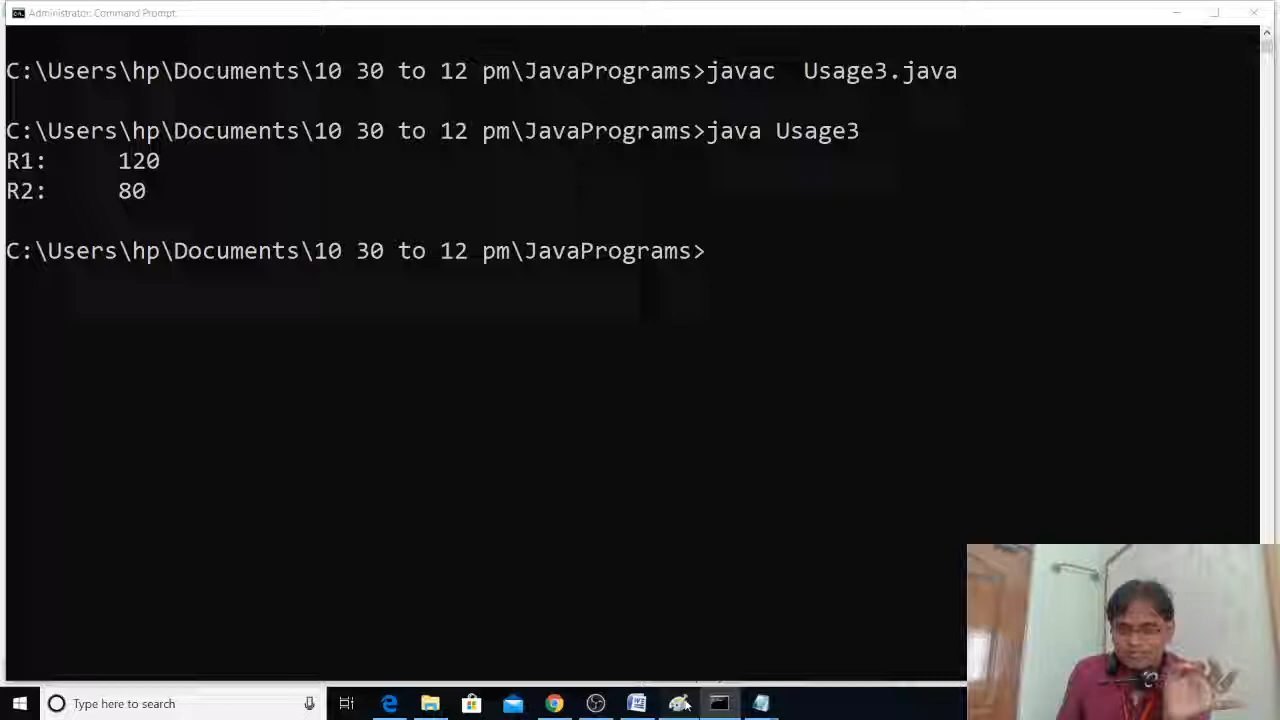 Administrator: Command Prompt
C:\Users\hp\Documents\10 30 to 12 pm\JavaPrograms>javac  Usage3.java
C:\Users\hp\Documents\10 30 to 12 pm\JavaPrograms>java Usage3
R1:     120
R2:     80
C:\Users\hp\Documents\10 30 to 12 pm\JavaPrograms>
Type here to search